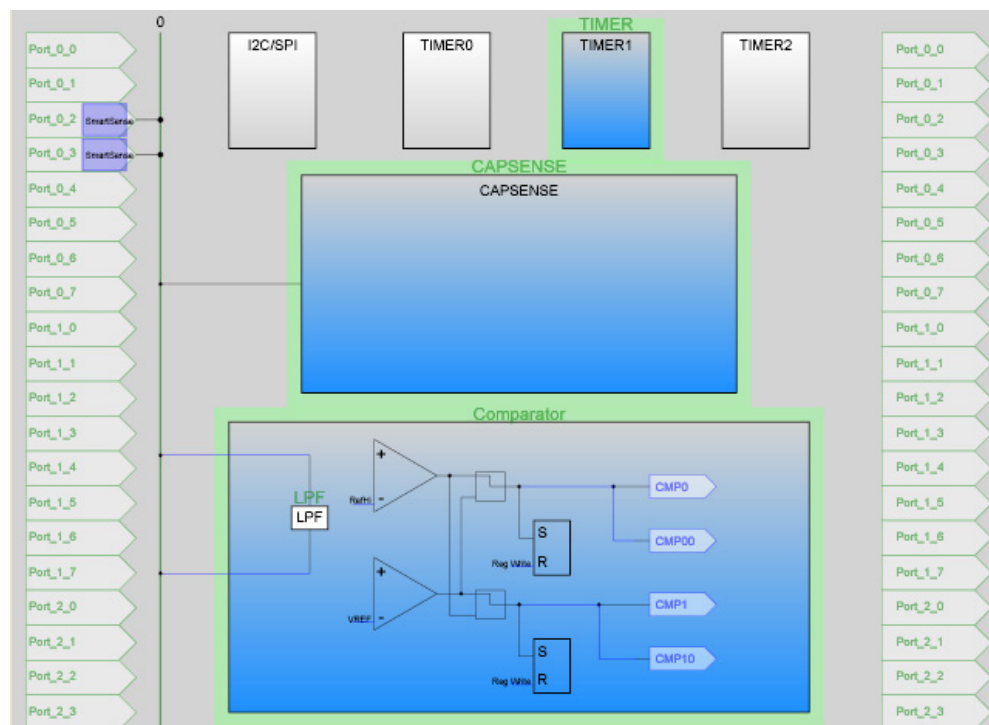 0
TIMER
I2C/SPI
TIMER0
TIMER1
TIMER2
Port_0_0
Port_0_1
Port_0_2
SmartSense
Port_0_3
SmartSense
Port_0_4
Port_0_5
Port_0_6
Port_0_7
Port_1_0
Port_1_1
Port_1_2
Port_1_3
Port_1_4
Port_1_5
Port_1_6
Port_1_7
Port_2_0
Port_2_1
Port_2_2
Port_2_3
CAPSENSE
CAPSENSE
Comparator
LPF
LPF
+
-
RefHi
+
-
VREF
S
R
Reg Write
S
R
Reg Write
CMP0
CMP00
CMP1
CMP10
Port_0_0
Port_0_1
Port_0_2
Port_0_3
Port_0_4
Port_0_5
Port_0_6
Port_0_7
Port_1_0
Port_1_1
Port_1_2
Port_1_3
Port_1_4
Port_1_5
Port_1_6
Port_1_7
Port_2_0
Port_2_1
Port_2_2
Port_2_3